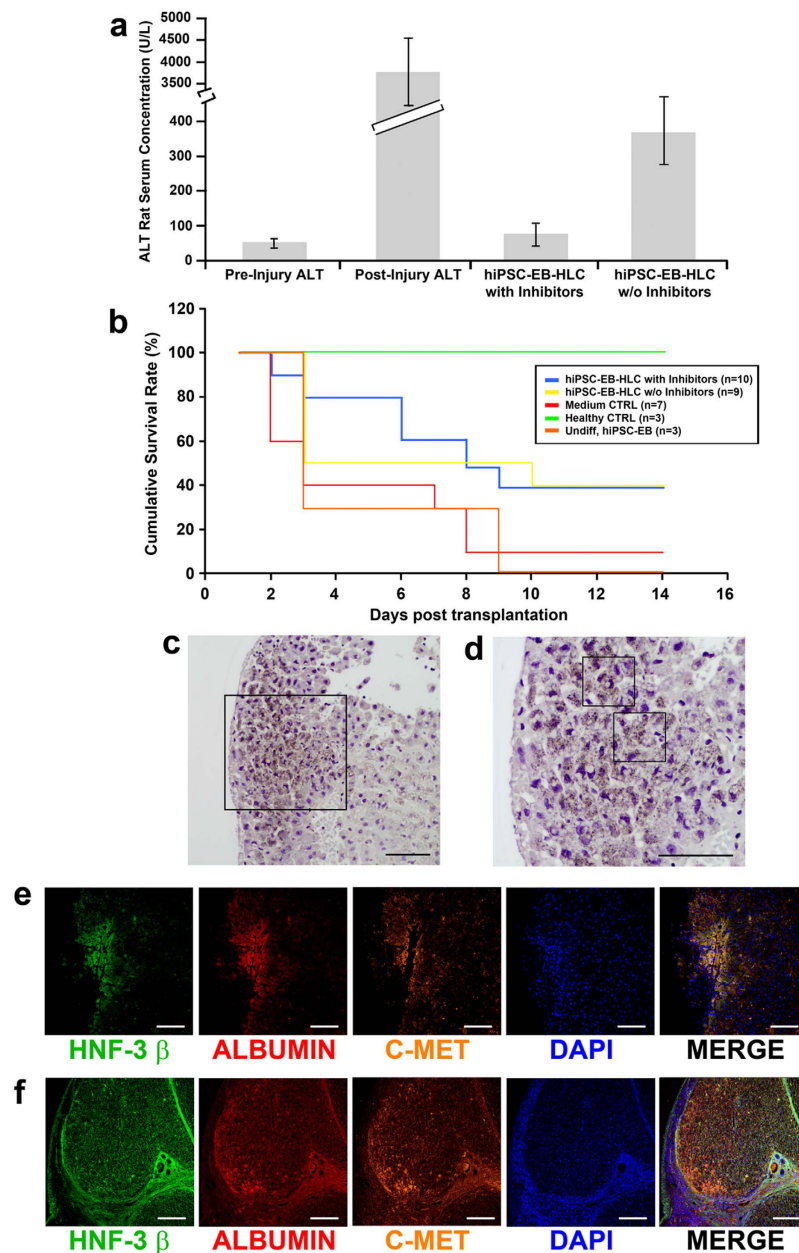 a
ALT Rat Serum Concentration (U/L)
5000
4500
4000
3500
400
300
200
100
0
Pre-Injury ALT
Post-Injury ALT
hiPSC-EB-HLC
with Inhibitors
hiPSC-EB-HLC
w/o Inhibitors
b
Cumulative Survival Rate (%)
120
100
80
60
40
20
0
0 2 4 6 8 10 12 14 16
Days post transplantation
hiPSC-EB-HLC with Inhibitors (n=10)
hiPSC-EB-HLC w/o Inhibitors (n=9)
Medium CTRL (n=7)
Healthy CTRL (n=3)
Undiff, hiPSC-EB (n=3)
c
d
e
HNF-3 β ALBUMIN C-MET DAPI MERGE
f
HNF-3 β ALBUMIN C-MET DAPI MERGE